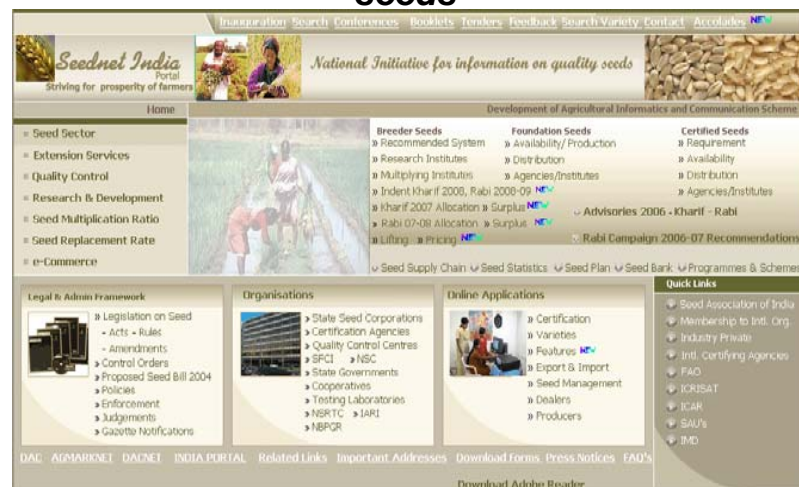 seeds
Inauguration Search Conferences Booklets Tenders Feedback Search Variety Contact Accolades NEW
Seednet India
Portal
Striving for prosperity of farmers
National Initiative for information on quality seeds
Home
Development of Agricultural Informatics and Communication Scheme
Seed Sector
Extension Services
Quality Control
Research & Development
Seed Multiplication Ratio
Seed Replacement Rate
e-Commerce
Breeder Seeds
» Recommended System
» Research Institutes
» Multiplying Institutes
» Indent Kharif 2008, Rabi 2008-09 NEW
» Kharif 2007 Allocation » Surplus NEW
» Rabi 07-08 Allocation » Surplus NEW
» Lifting » Pricing NEW
Foundation Seeds
» Availability/ Production
» Distribution
» Agencies/Institutes
Certified Seeds
» Requirement
» Availability
» Distribution
» Agencies/Institutes
Advisories 2006 - Kharif - Rabi
Rabi Campaign 2006-07 Recommendations
Seed Supply Chain Seed Statistics Seed Plan Seed Bank Programmes & Schemes
Legal & Admin Framework
» Legislation on Seed
- Acts - Rules
- Amendments
» Control Orders
» Proposed Seed Bill 2004
» Policies
» Enforcement
» Judgements
» Gazette Notifications
Organisations
» State Seed Corporations
» Certification Agencies
» Quality Control Centres
» SFCI » NSC
» State Governments
» Cooperatives
» Testing Laboratories
» NSRTC » IARI
» NBPGR
Online Applications
» Certification
» Varieties
» Features NEW
» Export & Import
» Seed Management
» Dealers
» Producers
Quick Links
Seed Association of India
Membership to Intl. Org.
Industry Private
Intl. Certifying Agencies
FAO
ICRISAT
ICAR
SAU's
IMD
DAC AGMARKNET DACNET INDIA PORTAL Related Links Important Addresses Download Forms Press Notices FAQ's
Download Adobe Reader